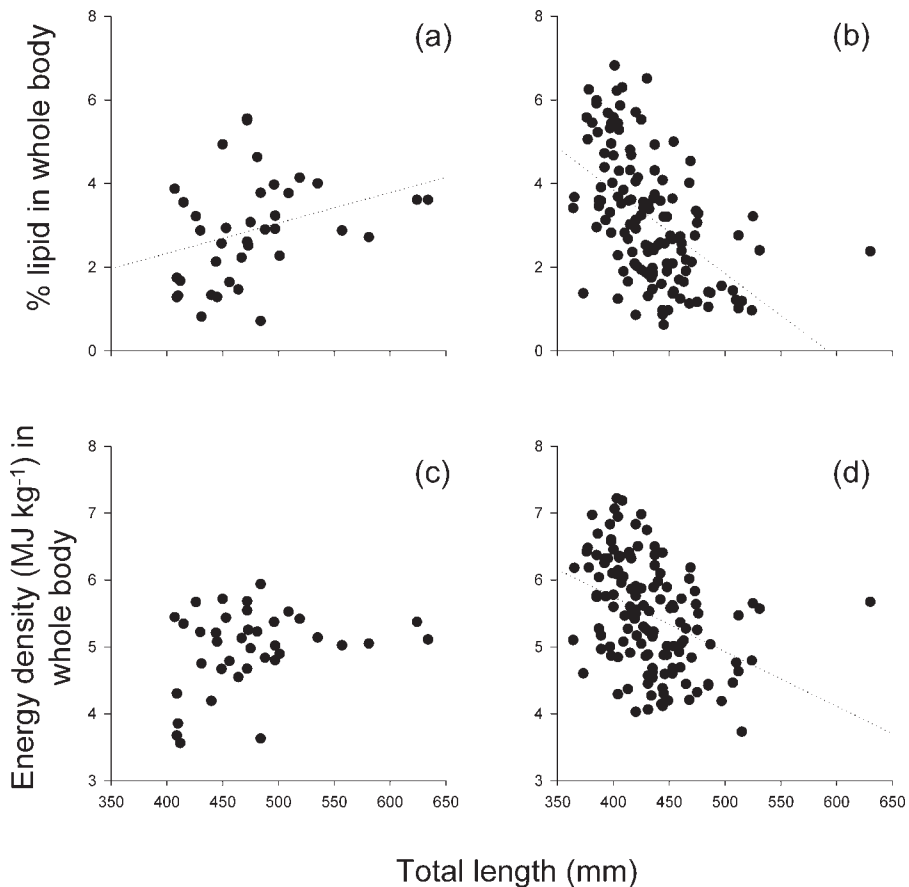 % lipid in whole body
8
6
4
2
0
(a)
8
6
4
2
0
(b)
Energy density (MJ kg⁻¹) in
whole body
8
7
6
5
4
3
350 400 450 500 550 600 650
(c)
8
7
6
5
4
3
350 400 450 500 550 600 650
(d)
Total length (mm)